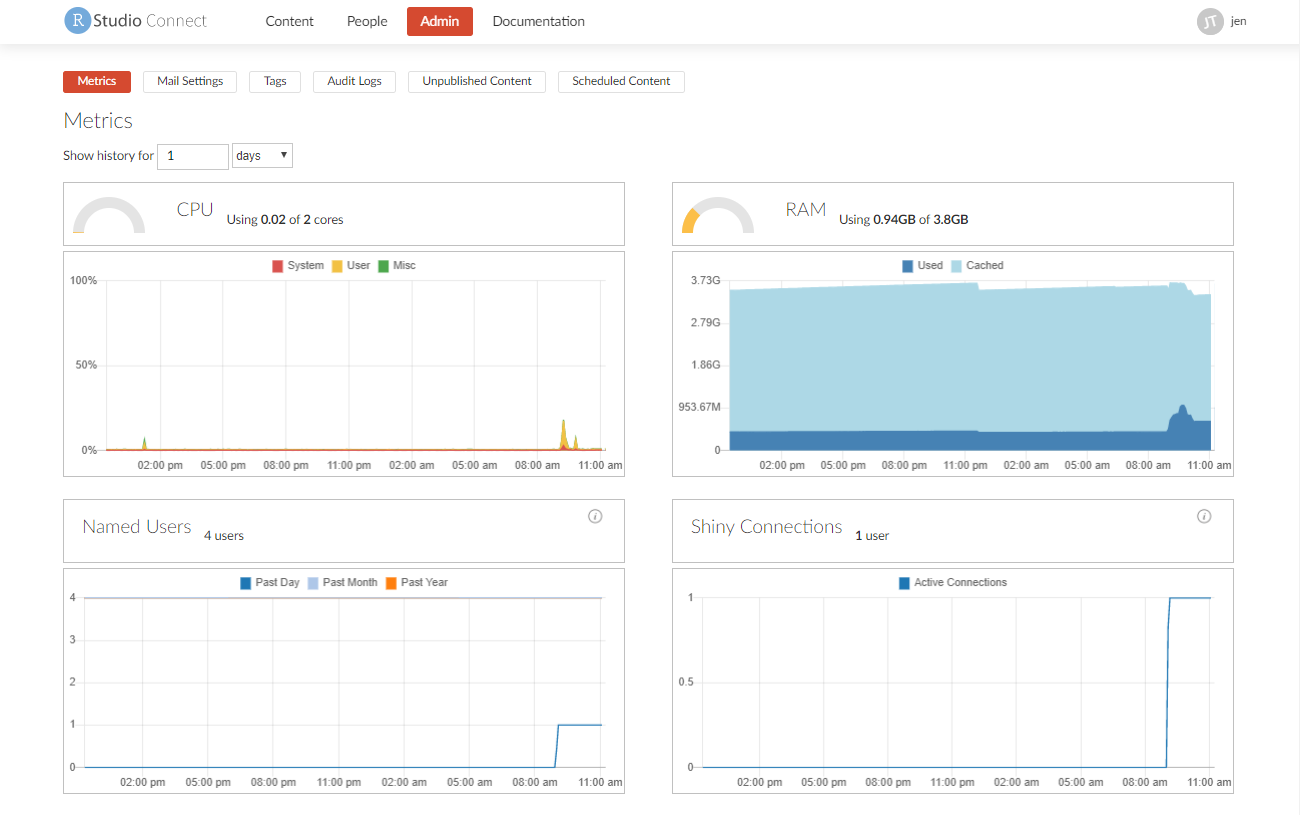 R Studio Connect Content People Admin Documentation JT jen
Metrics Mail Settings Tags Audit Logs Unpublished Content Scheduled Content
Metrics
Show history for 1 days
CPU Using 0.02 of 2 cores
System User Misc
100%
50%
0%
02:00 pm 05:00 pm 08:00 pm 11:00 pm 02:00 am 05:00 am 08:00 am 11:00 am
RAM Using 0.94GB of 3.8GB
Used Cached
3.73G
2.79G
1.86G
953.67M
0
02:00 pm 05:00 pm 08:00 pm 11:00 pm 02:00 am 05:00 am 08:00 am 11:00 am
Named Users 4 users i
Past Day Past Month Past Year
4
3
2
1
0
02:00 pm 05:00 pm 08:00 pm 11:00 pm 02:00 am 05:00 am 08:00 am 11:00 am
Shiny Connections 1 user i
Active Connections
1
0.5
0
02:00 pm 05:00 pm 08:00 pm 11:00 pm 02:00 am 05:00 am 08:00 am 11:00 am